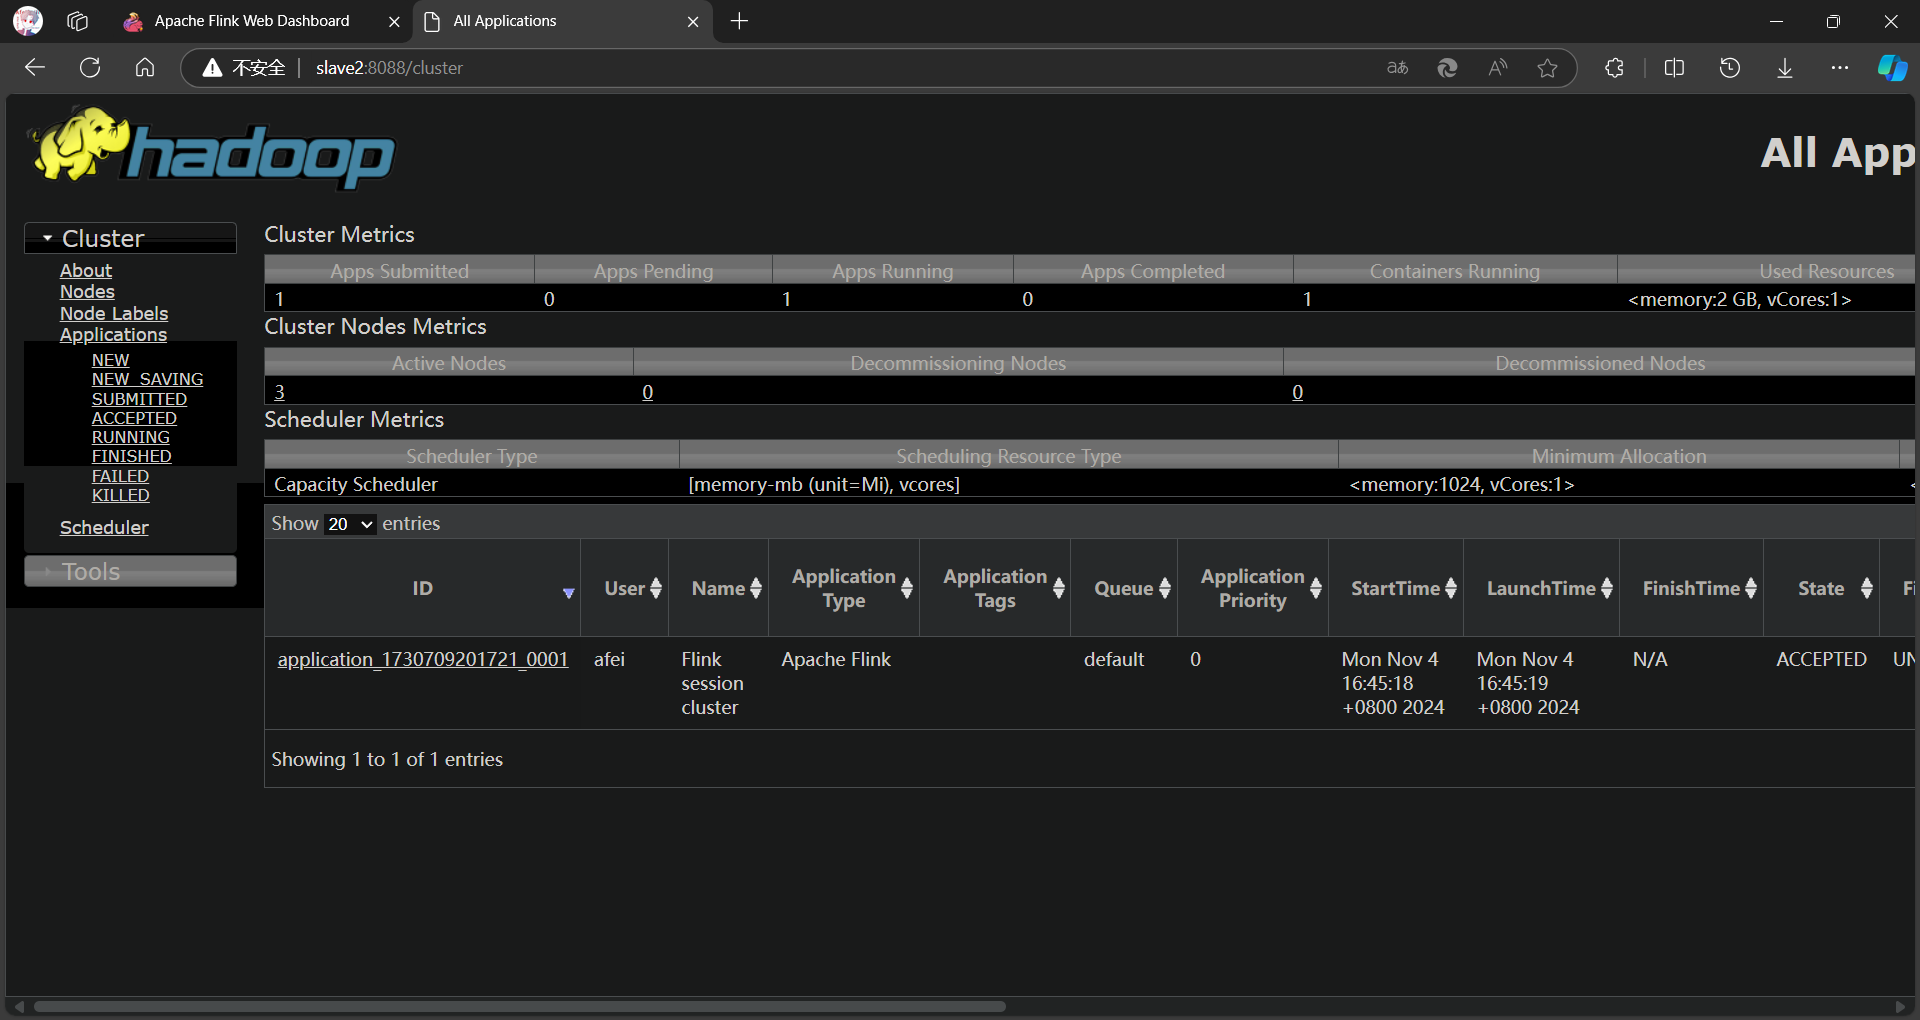 Apache Flink Web Dashboard
All Applications
不安全
slave2:8088/cluster
hadoop
All App
Cluster
About
Nodes
Node Labels
Applications
NEW
NEW_SAVING
SUBMITTED
ACCEPTED
RUNNING
FINISHED
FAILED
KILLED
Scheduler
Tools
Cluster Metrics
Apps Submitted Apps Pending Apps Running Apps Completed Containers Running Used Resources
1 0 1 0 1 <memory:2 GB, vCores:1>
Cluster Nodes Metrics
Active Nodes Decommissioning Nodes Decommissioned Nodes
3 0 0
Scheduler Metrics
Scheduler Type Scheduling Resource Type Minimum Allocation
Capacity Scheduler [memory-mb (unit=Mi), vcores] <memory:1024, vCores:1> <
Show 20 entries
ID User Name Application Type Application Tags Queue Application Priority StartTime LaunchTime FinishTime State Fi
application_1730709201721_0001 afei Flink session cluster Apache Flink default 0 Mon Nov 4 16:45:18 +0800 2024 Mon Nov 4 16:45:19 +0800 2024 N/A ACCEPTED UN
Showing 1 to 1 of 1 entries